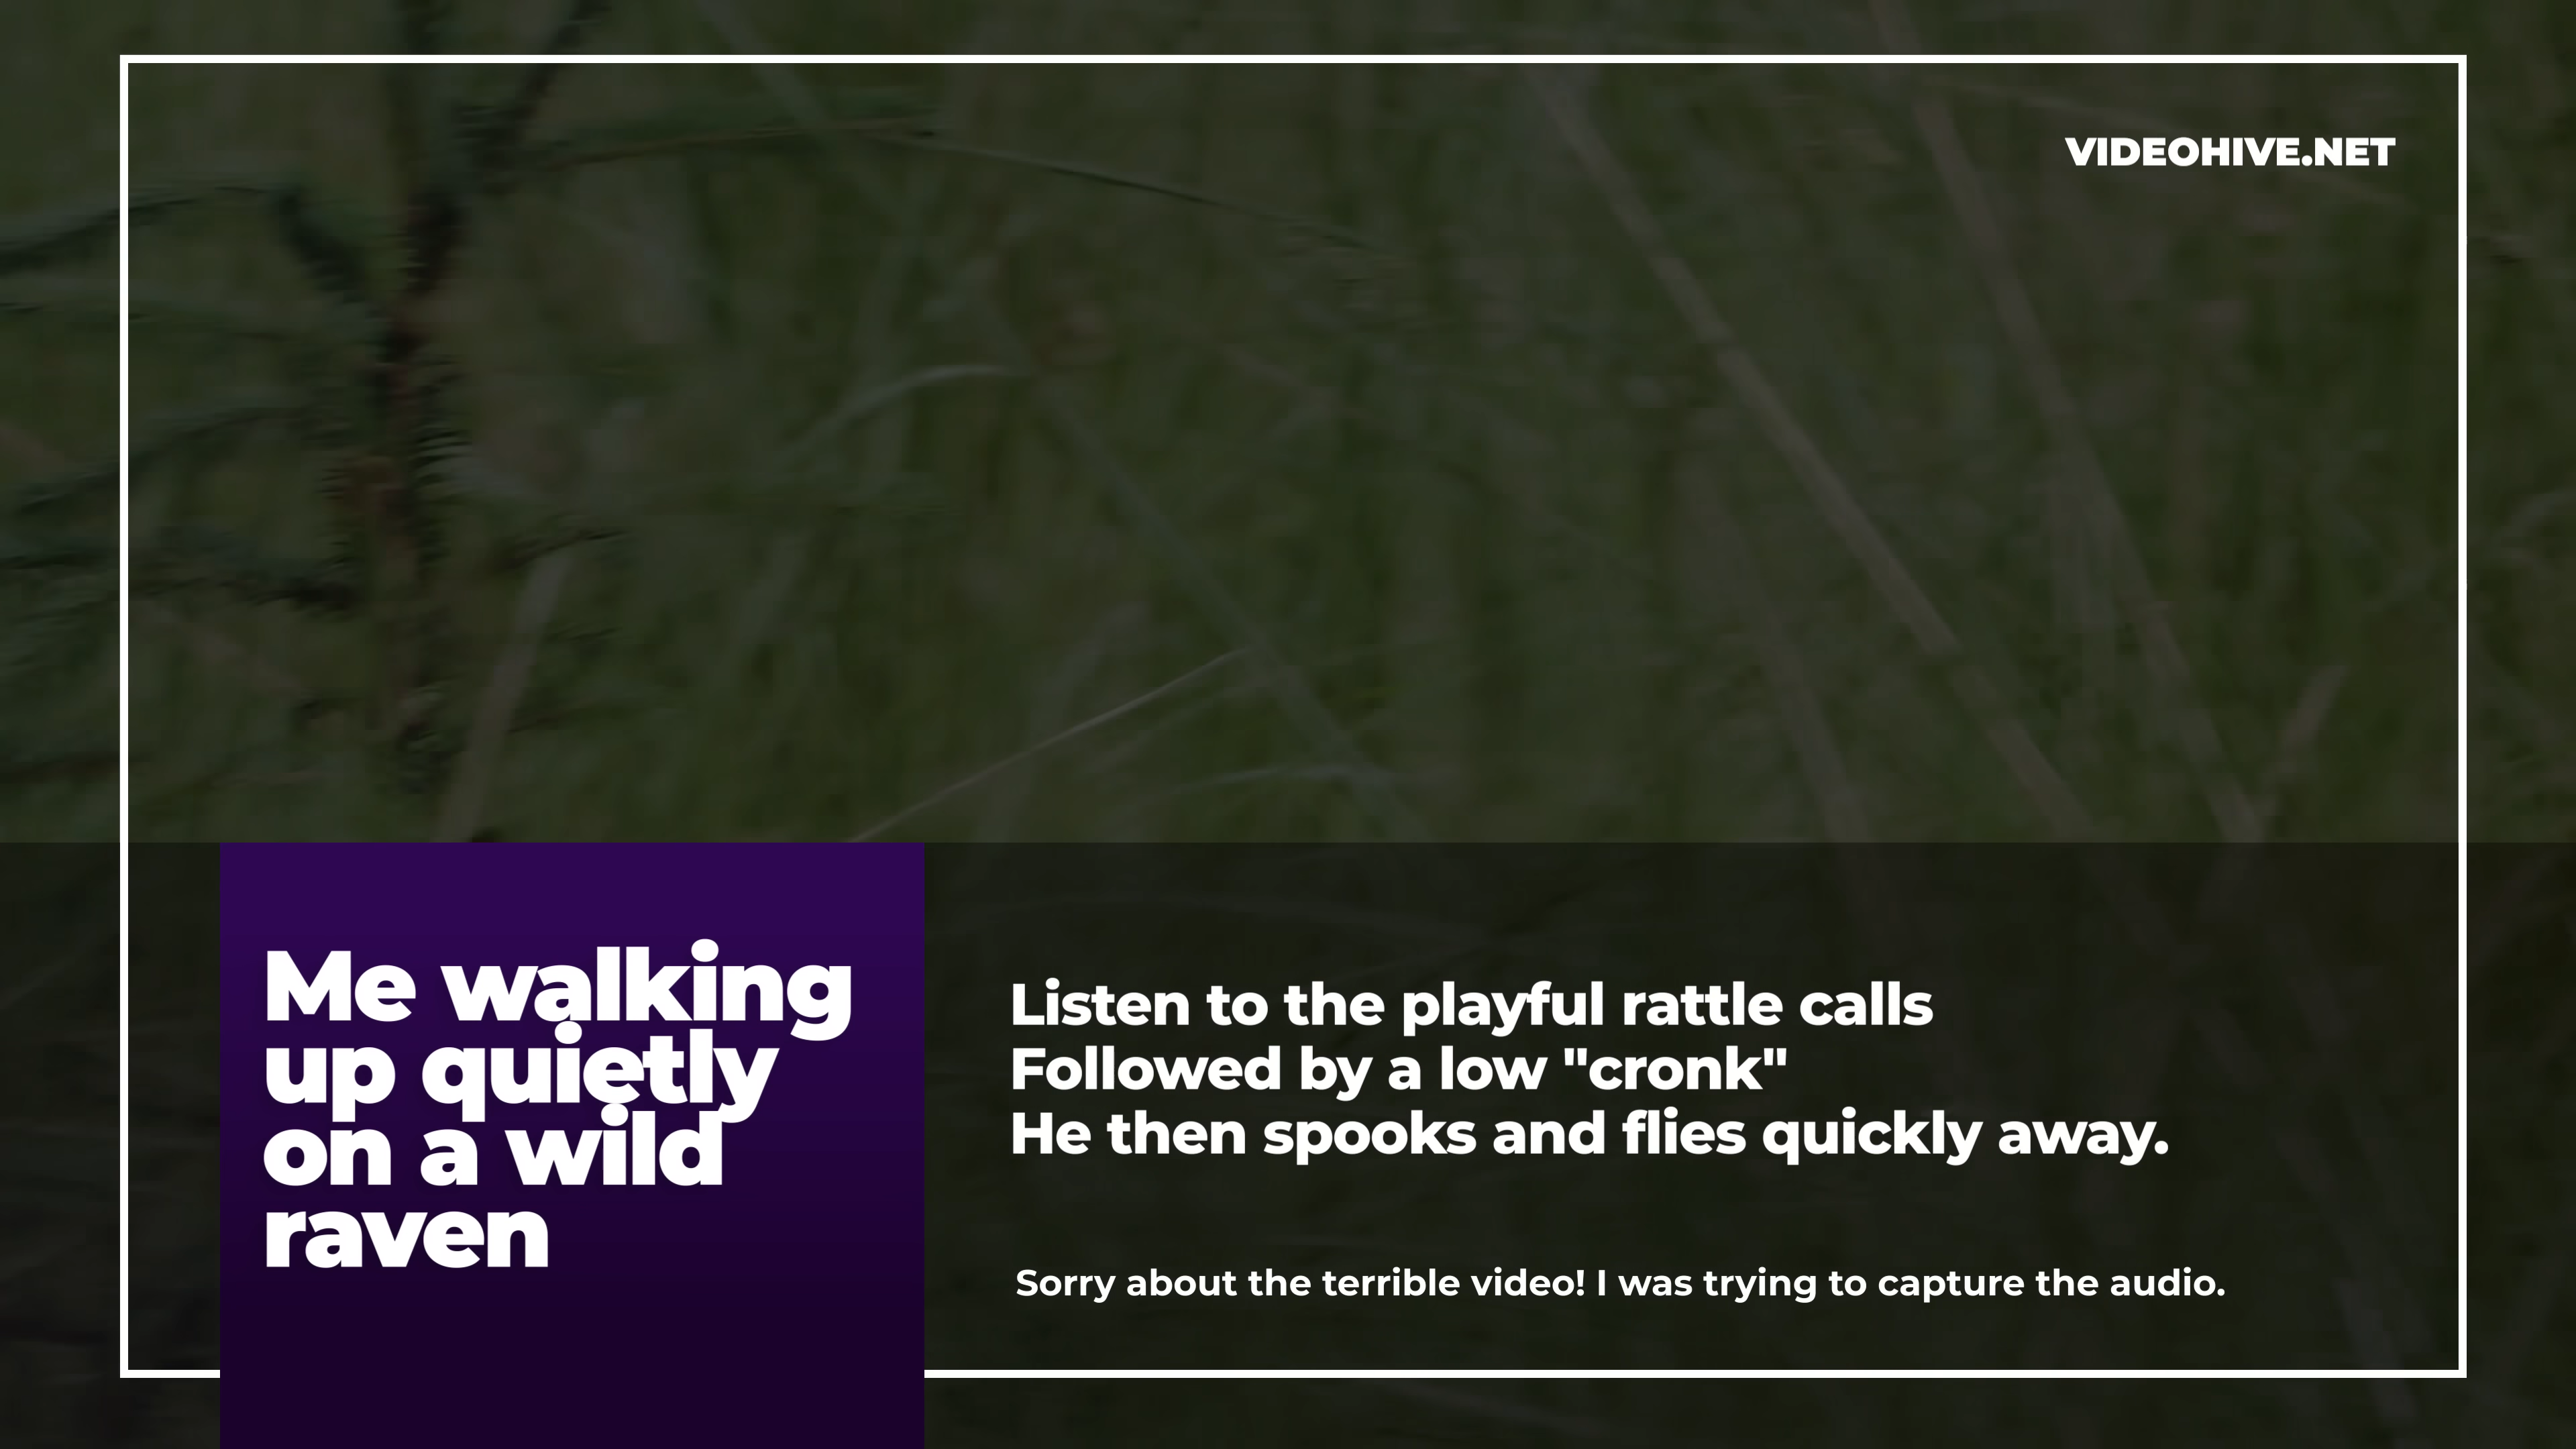 VIDEOHIVE.NET
Me walking
up quietly
on a wild
raven
Listen to the playful rattle calls
Followed by a low "cronk"
He then spooks and flies quickly away.
Sorry about the terrible video! I was trying to capture the audio.